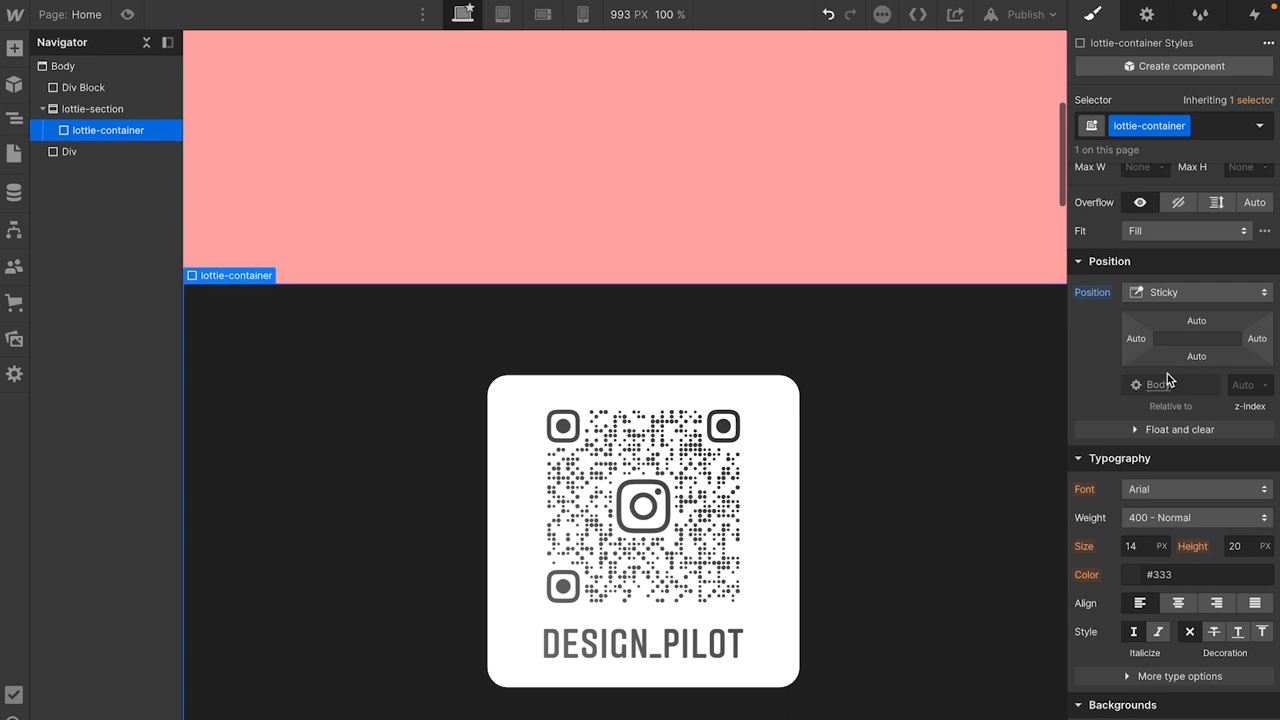 Page: Home
993 PX 100 %
Publish
Navigator
Body
Div Block
lottie-section
lottie-container
Div
lottie-container
DESIGN_PILOT
lottie-container Styles
Create component
Selector
Inheriting 1 selector
lottie-container
1 on this page
Max W None - Max H None -
Overflow Auto
Fit Fill
Position
Position Sticky
Auto
Auto Auto
Auto
Body Auto -
Relative to z-Index
Float and clear
Typography
Font Arial
Weight 400 - Normal
Size 14 PX Height 20 PX
Color #333
Align
Style
Italicize Decoration
More type options
Backgrounds